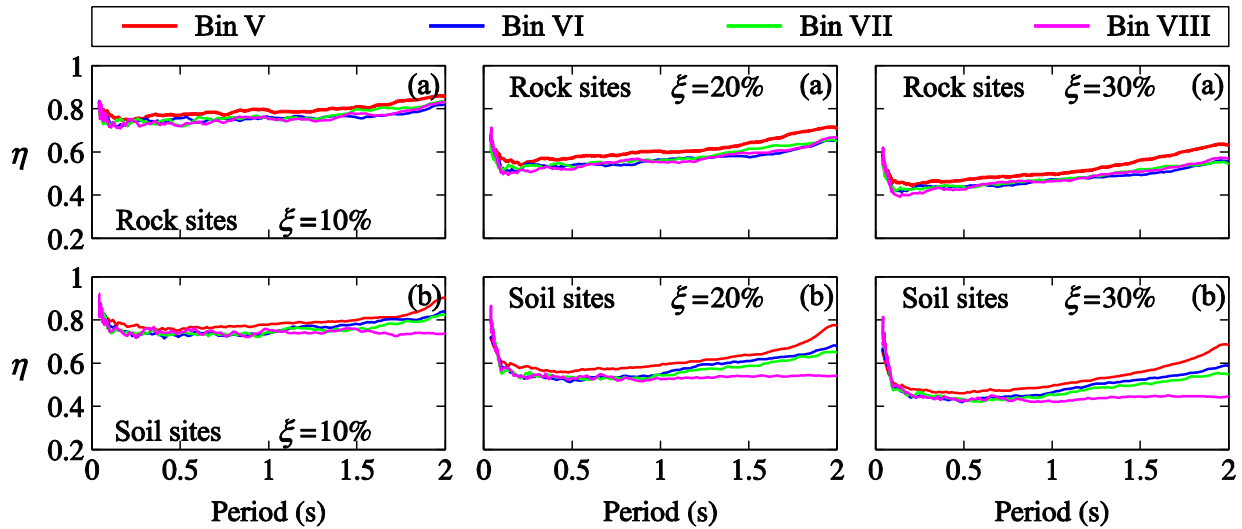 Bin V Bin VI Bin VII Bin VIII
1 (a) Rock sites ξ=20% (a) Rock sites ξ=30% (a)
0.8
0.6
η
0.4
Rock sites ξ=10%
0.2
1 (b) Soil sites ξ=20% (b) Soil sites ξ=30% (b)
0.8
0.6
η
0.4
Soil sites ξ=10%
0.2
0 0.5 1 1.5 2 0 0.5 1 1.5 2 0 0.5 1 1.5 2
Period (s) Period (s) Period (s)